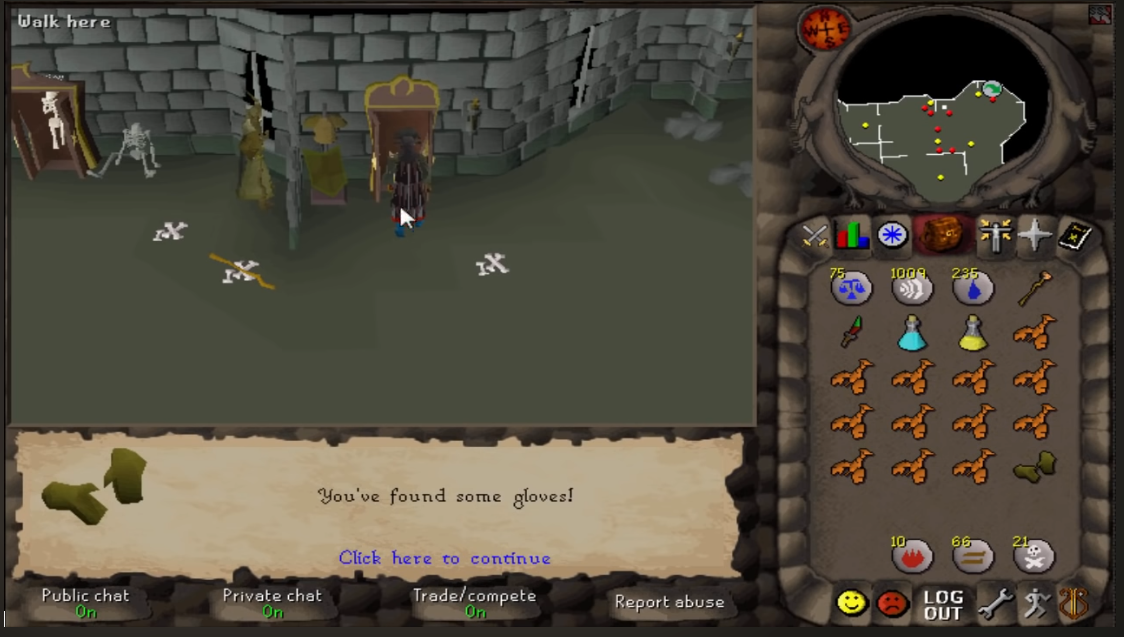 Walk here
N
W E
S
75 1009 235
You've found some gloves!
Click here to continue
10 66 21
Public chat
On
Private chat
On
Trade/compete
On
Report abuse
LOG
OUT